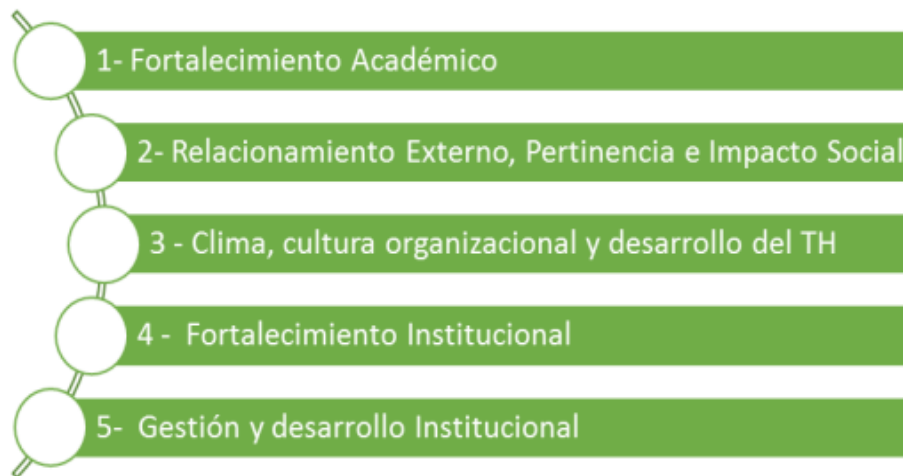 1- Fortalecimiento Académico
2- Relacionamiento Externo, Pertinencia e Impacto Social
3 - Clima, cultura organizacional y desarrollo del TH
4 - Fortalecimiento Institucional
5- Gestión y desarrollo Institucional